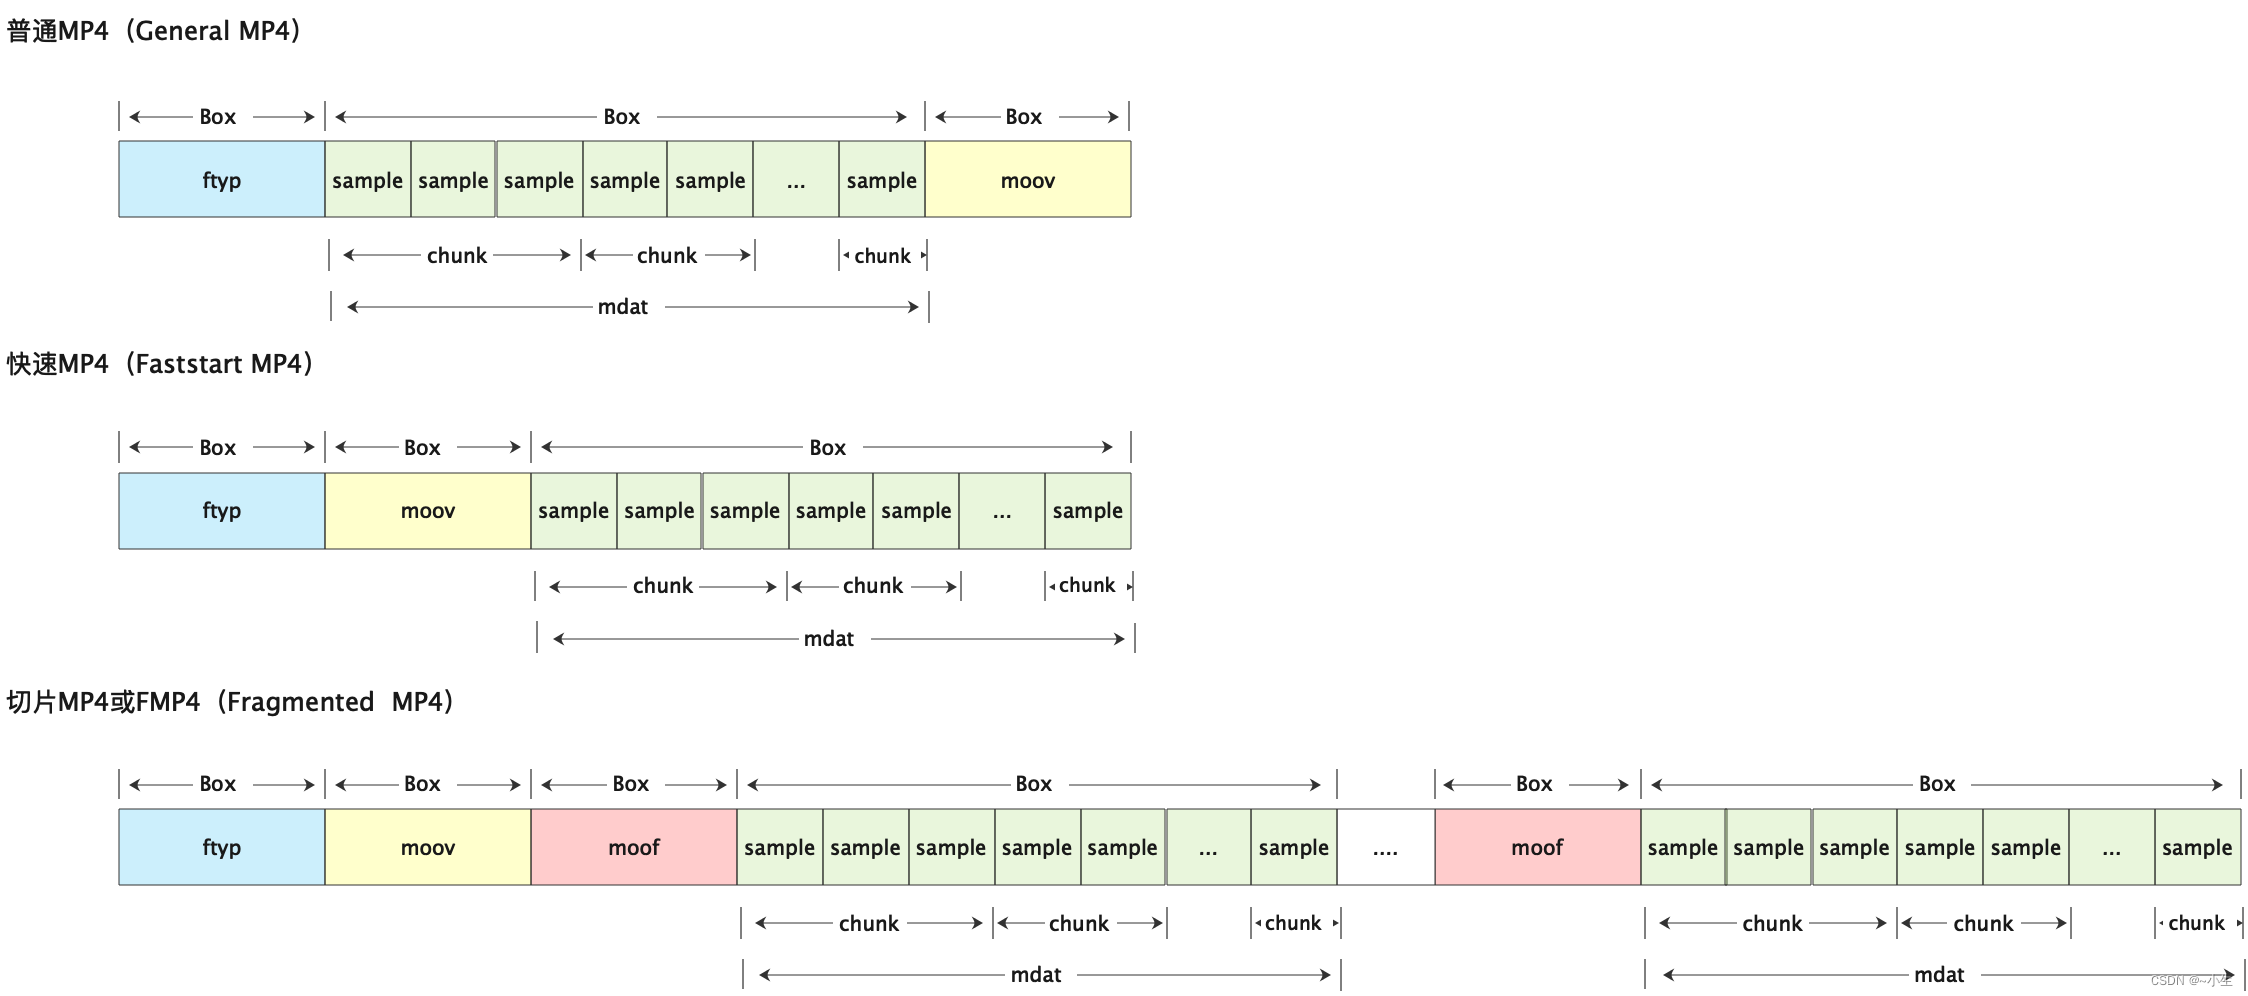 普通MP4（General MP4）
Box Box Box
ftyp sample sample sample sample sample ... sample moov
chunk chunk chunk
mdat
快速MP4（Faststart MP4）
Box Box Box
ftyp moov sample sample sample sample sample ... sample
chunk chunk chunk
mdat
切片MP4或FMP4（Fragmented MP4）
Box Box Box Box Box Box
ftyp moov moof sample sample sample sample sample ... sample .... moof sample sample sample sample sample ... sample
chunk chunk chunk chunk chunk chunk
mdat mdat
CSDN @~小生